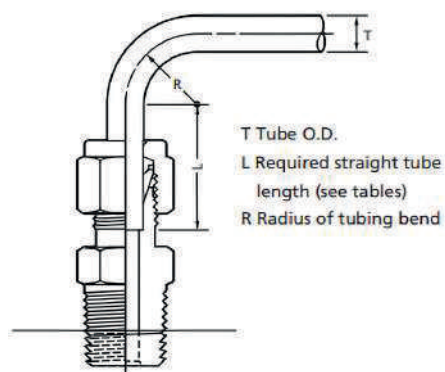 T
R
L
T Tube O.D.
L Required straight tube
length (see tables)
R Radius of tubing bend